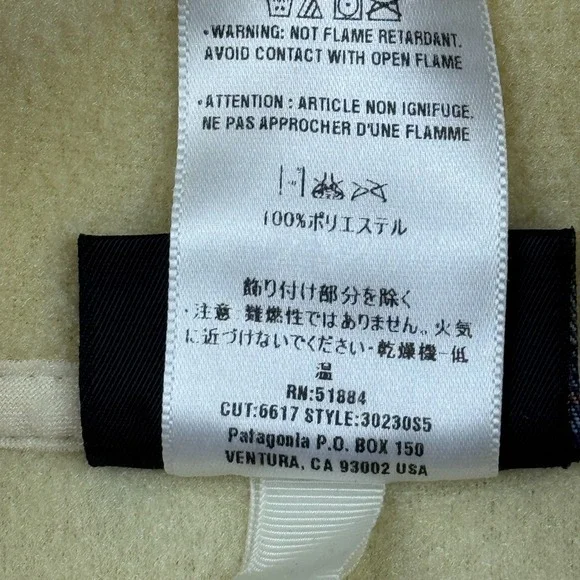 •WARNING: NOT FLAME RETARDANT.
AVOID CONTACT WITH OPEN FLAME
•ATTENTION : ARTICLE NON IGNIFUGE.
NE PAS APPROCHER D'UNE FLAMME
100%ポリエステル
飾り付け部分を除く
・注意 難燃性ではありません。火気
に近づけないでください・乾燥機-低
温
RN:51884
CUT:6617 STYLE:30230S5
Patagonia P.O. BOX 150
VENTURA, CA 93002 USA